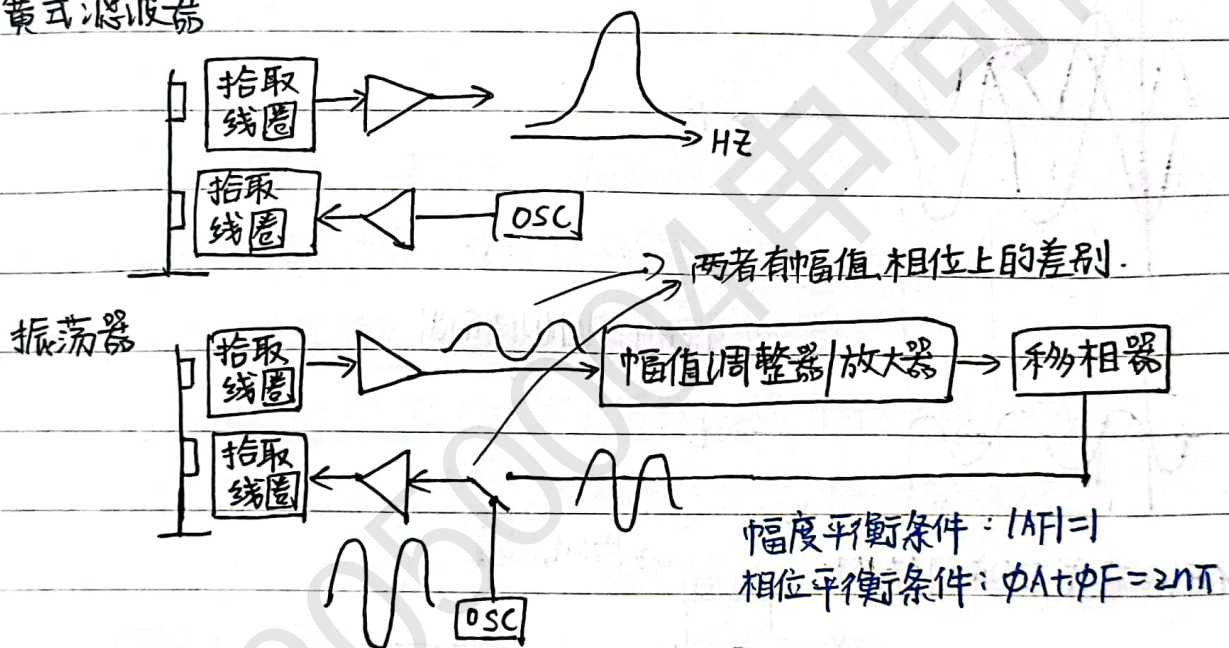 簧式滤波器
拾取
线圈
HZ
拾取
线圈
OSC
两者有幅值、相位上的差别.
振荡器
拾取
线圈
幅值调整器/放大器
移相器
拾取
线圈
幅度平衡条件：|AF|=1
相位平衡条件：φA+φF=2nπ
OSC